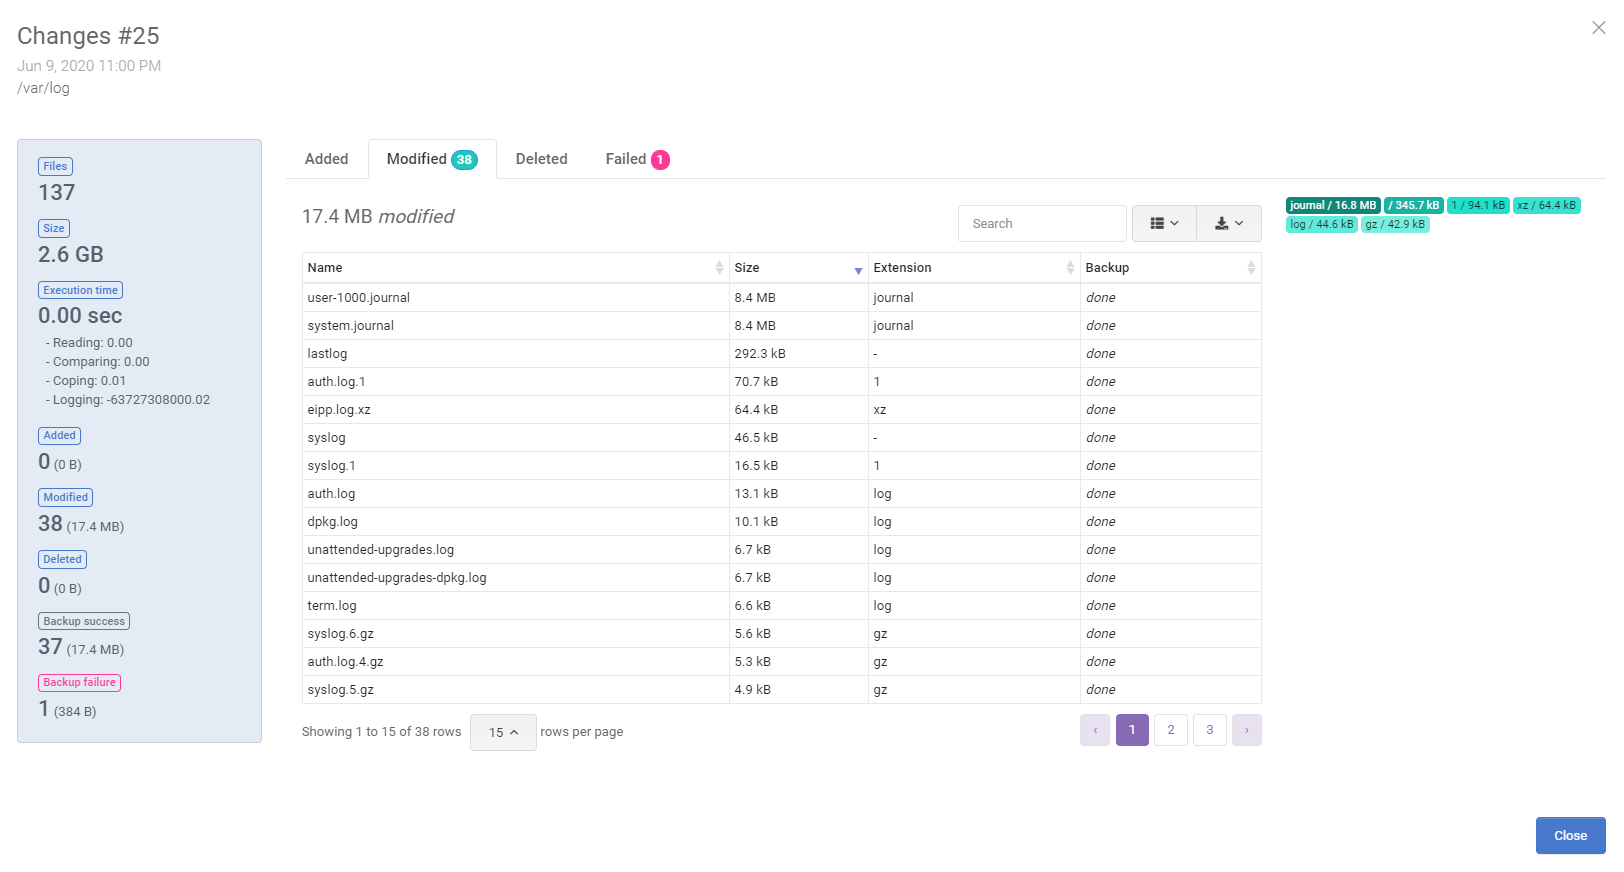 Changes #25
Jun 9, 2020 11:00 PM
/var/log
Files
137
Size
2.6 GB
Execution time
0.00 sec
- Reading: 0.00
- Comparing: 0.00
- Coping: 0.01
- Logging: -63727308000.02
Added
0 (0 B)
Modified
38 (17.4 MB)
Deleted
0 (0 B)
Backup success
37 (17.4 MB)
Backup failure
1 (384 B)
Added Modified 38 Deleted Failed 1
17.4 MB modified
Search
Name Size Extension Backup
user-1000.journal 8.4 MB journal done
system.journal 8.4 MB journal done
lastlog 292.3 kB - done
auth.log.1 70.7 kB 1 done
eipp.log.xz 64.4 kB xz done
syslog 46.5 kB - done
syslog.1 16.5 kB 1 done
auth.log 13.1 kB log done
dpkg.log 10.1 kB log done
unattended-upgrades.log 6.7 kB log done
unattended-upgrades-dpkg.log 6.7 kB log done
term.log 6.6 kB log done
syslog.6.gz 5.6 kB gz done
auth.log.4.gz 5.3 kB gz done
syslog.5.gz 4.9 kB gz done
Showing 1 to 15 of 38 rows 15 rows per page
‹ 1 2 3 ›
journal / 16.8 MB / 345.7 kB 1 / 94.1 kB xz / 64.4 kB
log / 44.6 kB gz / 42.9 kB
Close